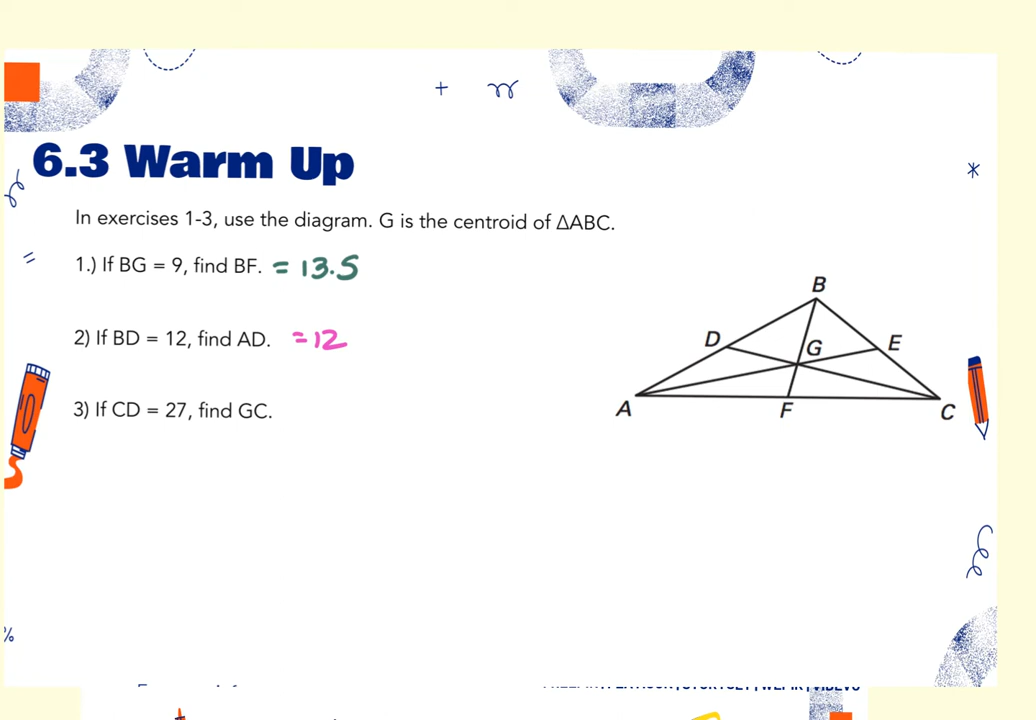 6.3 Warm Up
In exercises 1-3, use the diagram. G is the centroid of ΔABC.
1.) If BG = 9, find BF. = 13.5
2) If BD = 12, find AD. = 12
3) If CD = 27, find GC.
B
D
G
E
A
F
C